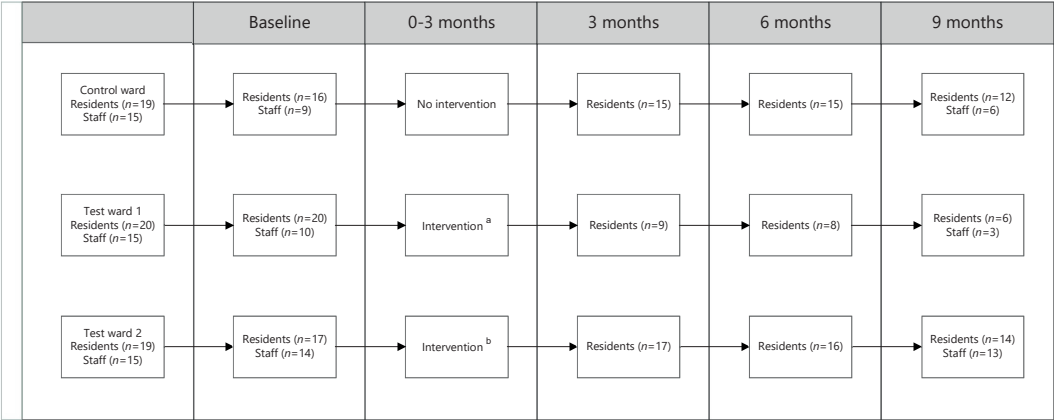 Baseline
0-3 months
3 months
6 months
9 months
Control ward
Residents (n=19)
Staff (n=15)
Residents (n=16)
Staff (n=9)
No intervention
Residents (n=15)
Residents (n=15)
Residents (n=12)
Staff (n=6)
Test ward 1
Residents (n=20)
Staff (n=15)
Residents (n=20)
Staff (n=10)
Intervention a
Residents (n=9)
Residents (n=8)
Residents (n=6)
Staff (n=3)
Test ward 2
Residents (n=19)
Staff (n=15)
Residents (n=17)
Staff (n=14)
Intervention b
Residents (n=17)
Residents (n=16)
Residents (n=14)
Staff (n=13)